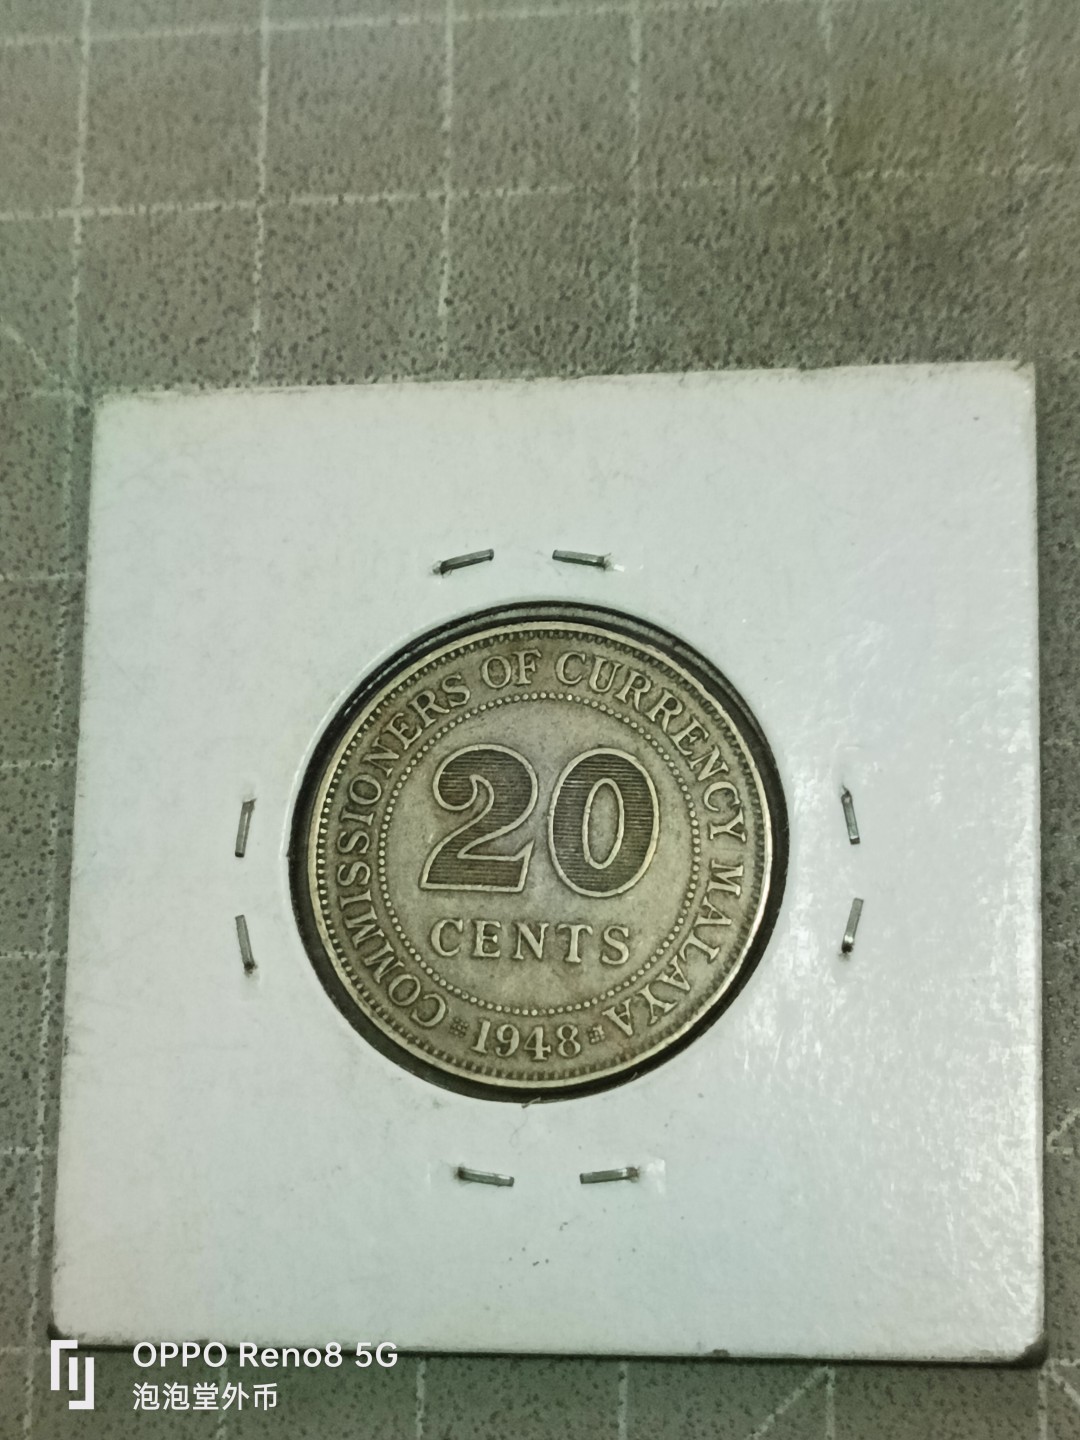 COMMISSIONERS OF CURRENCY MALAYA
20
CENTS
1948
OPPO Reno8 5G
泡泡堂外币